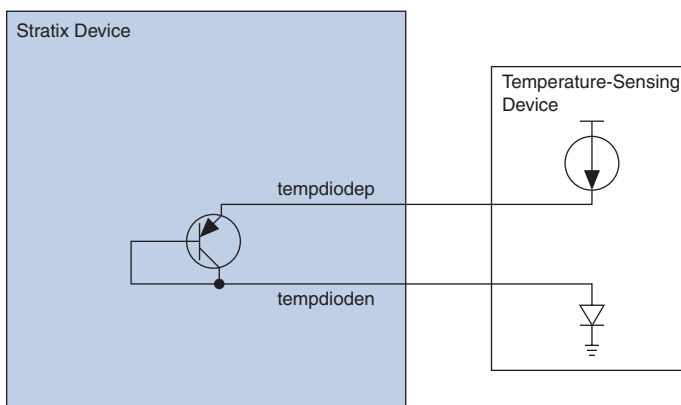 Stratix Device
Temperature-Sensing
Device
tempdiodep
tempdioden